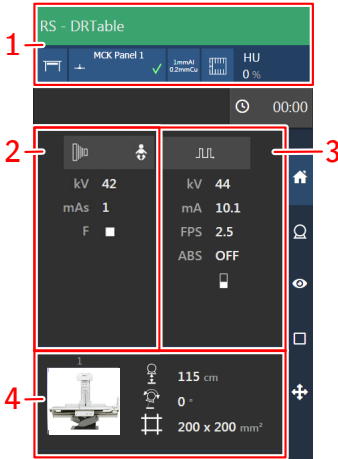 RS - DRTable
1
MCK Panel 1
1mmAl
0.2mmCu
HU
0 %
00:00
2
3
kV 42
mAs 1
F
kV 44
mA 10.1
FPS 2.5
ABS OFF
4
1
115 cm
0 °
200 x 200 mm²